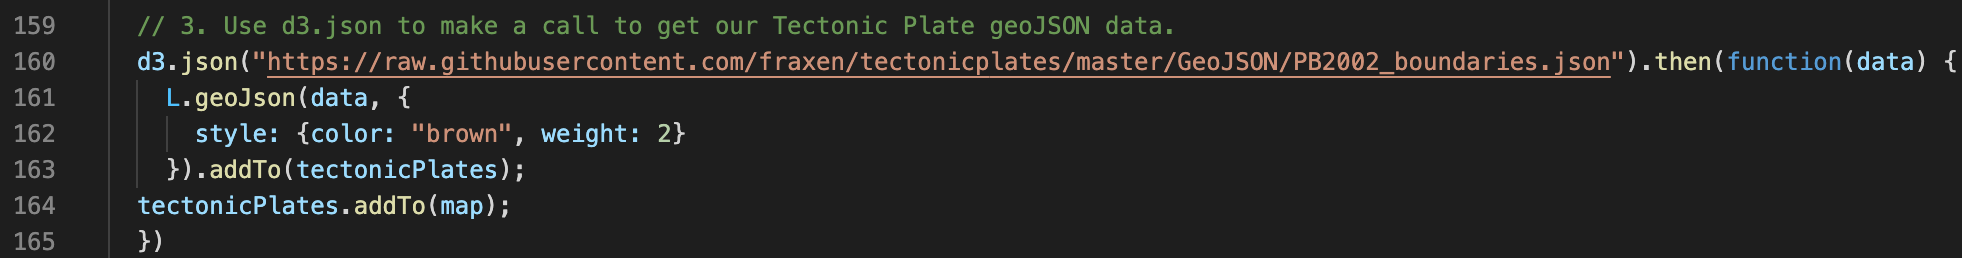 159 // 3. Use d3.json to make a call to get our Tectonic Plate geoJSON data.
160 d3.json("https://raw.githubusercontent.com/fraxen/tectonicplates/master/GeoJSON/PB2002_boundaries.json").then(function(data) {
161 L.geoJson(data, {
162 style: {color: "brown", weight: 2}
163 }).addTo(tectonicPlates);
164 tectonicPlates.addTo(map);
165 })